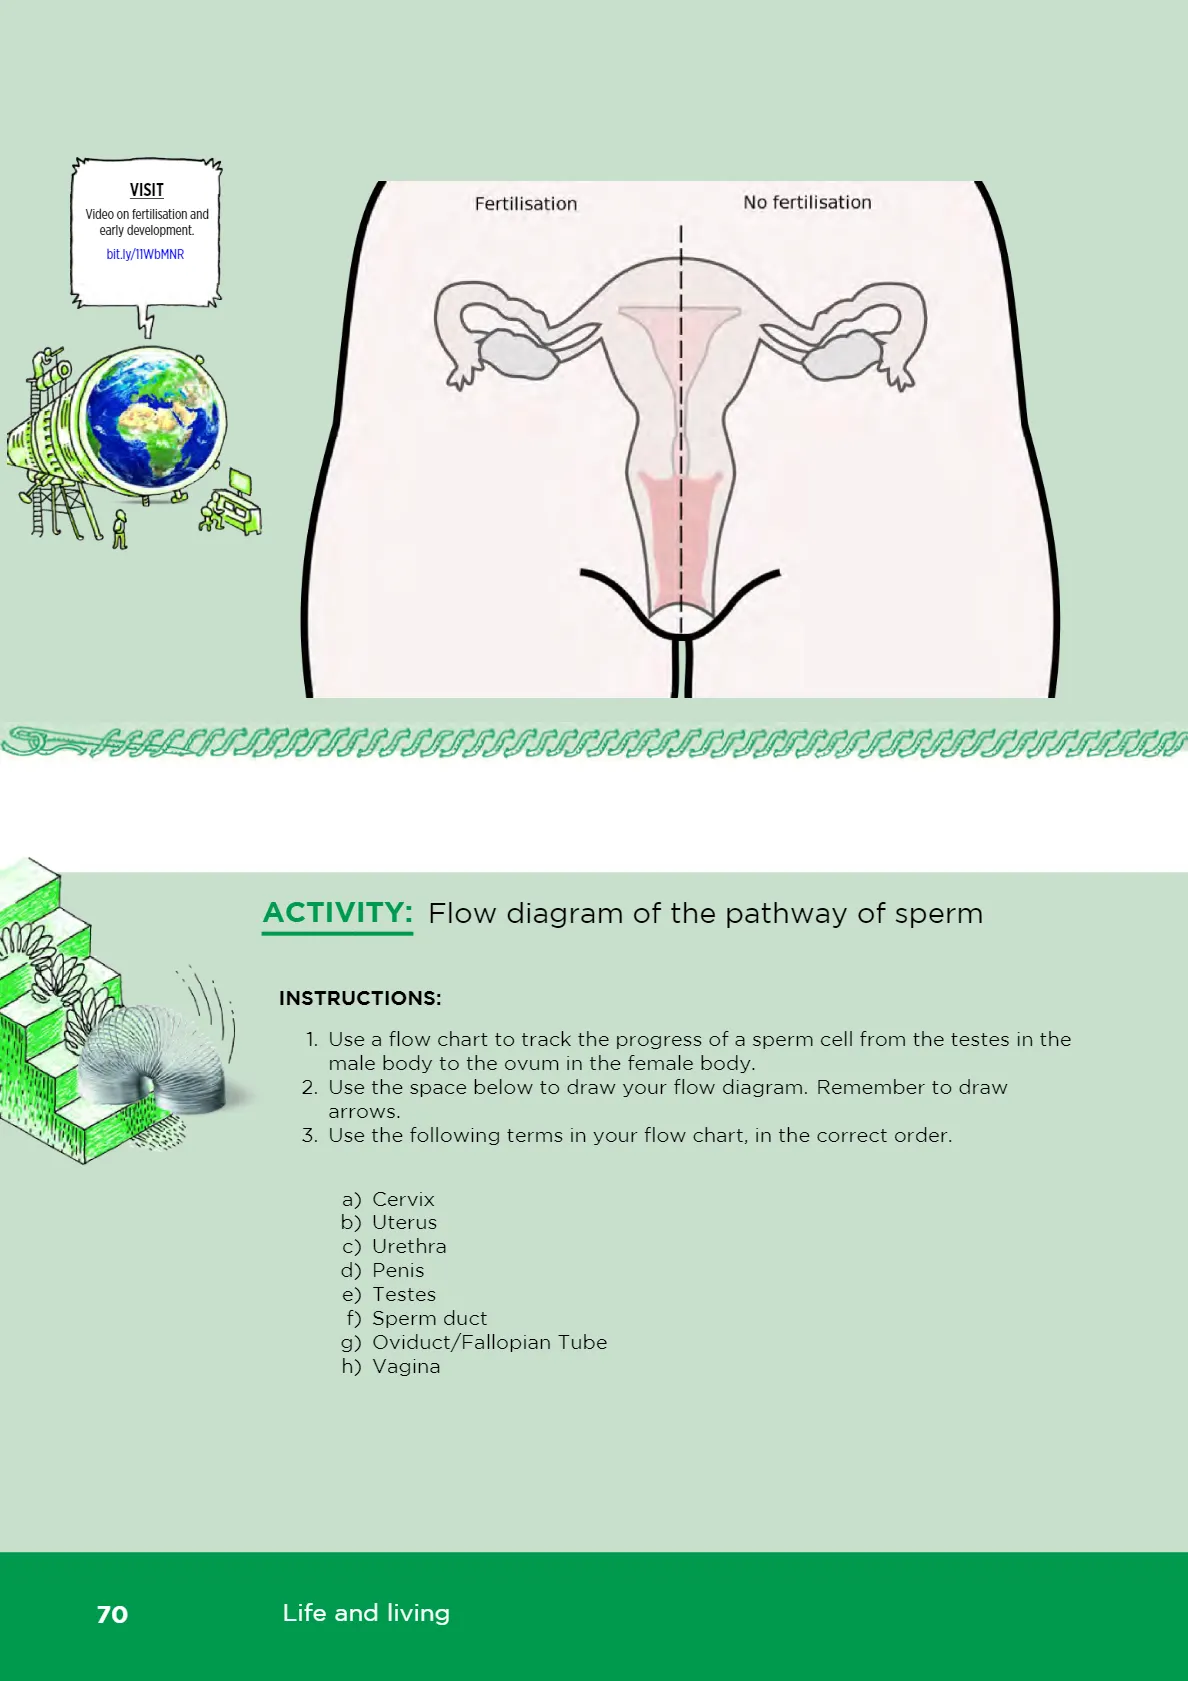 VISIT
Video on fertilisation and
early development.
bit.ly/11WbMNR
Fertilisation
No fertilisation
ACTIVITY: Flow diagram of the pathway of sperm
INSTRUCTIONS:
1. Use a flow chart to track the progress of a sperm cell from the testes in the
male body to the ovum in the female body.
2. Use the space below to draw your flow diagram. Remember to draw
arrows.
3. Use the following terms in your flow chart, in the correct order.
a) Cervix
b) Uterus
c) Urethra
d) Penis
e) Testes
f) Sperm duct
g) Oviduct/Fallopian Tube
h) Vagina
70
Life and living